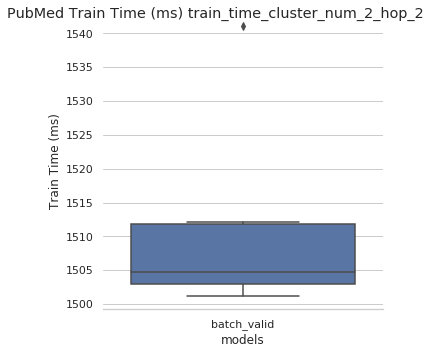 PubMed Train Time (ms) train_time_cluster_num_2_hop_2
1540
1535
1530
1525
1520
1515
1510
1505
1500
Train Time (ms)
batch_valid
models